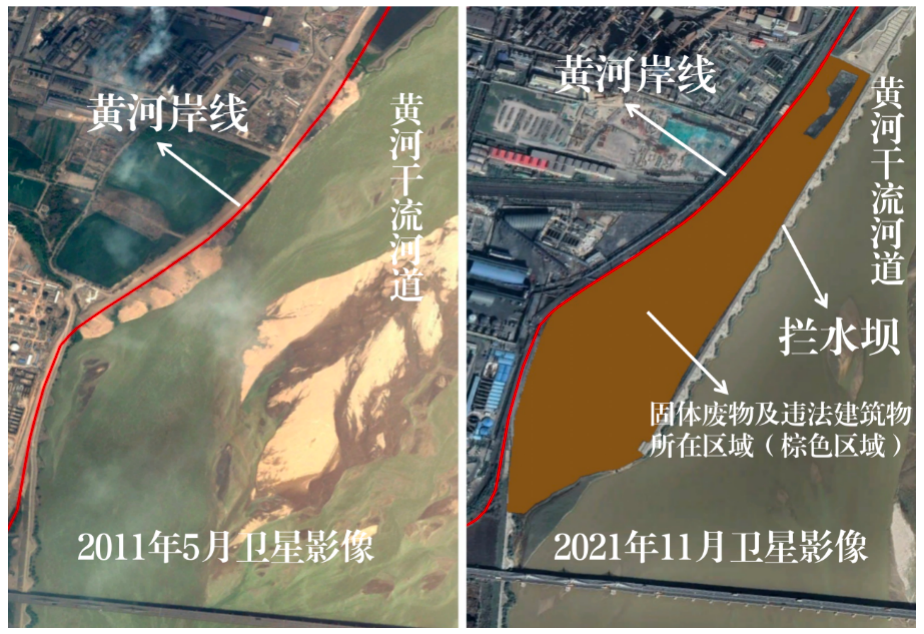 黄河岸线
黄河干流河道
2011年5月卫星影像
黄河岸线
黄河干流河道
拦水坝
固体废物及违法建筑物
所在区域（棕色区域）
2021年11月卫星影像